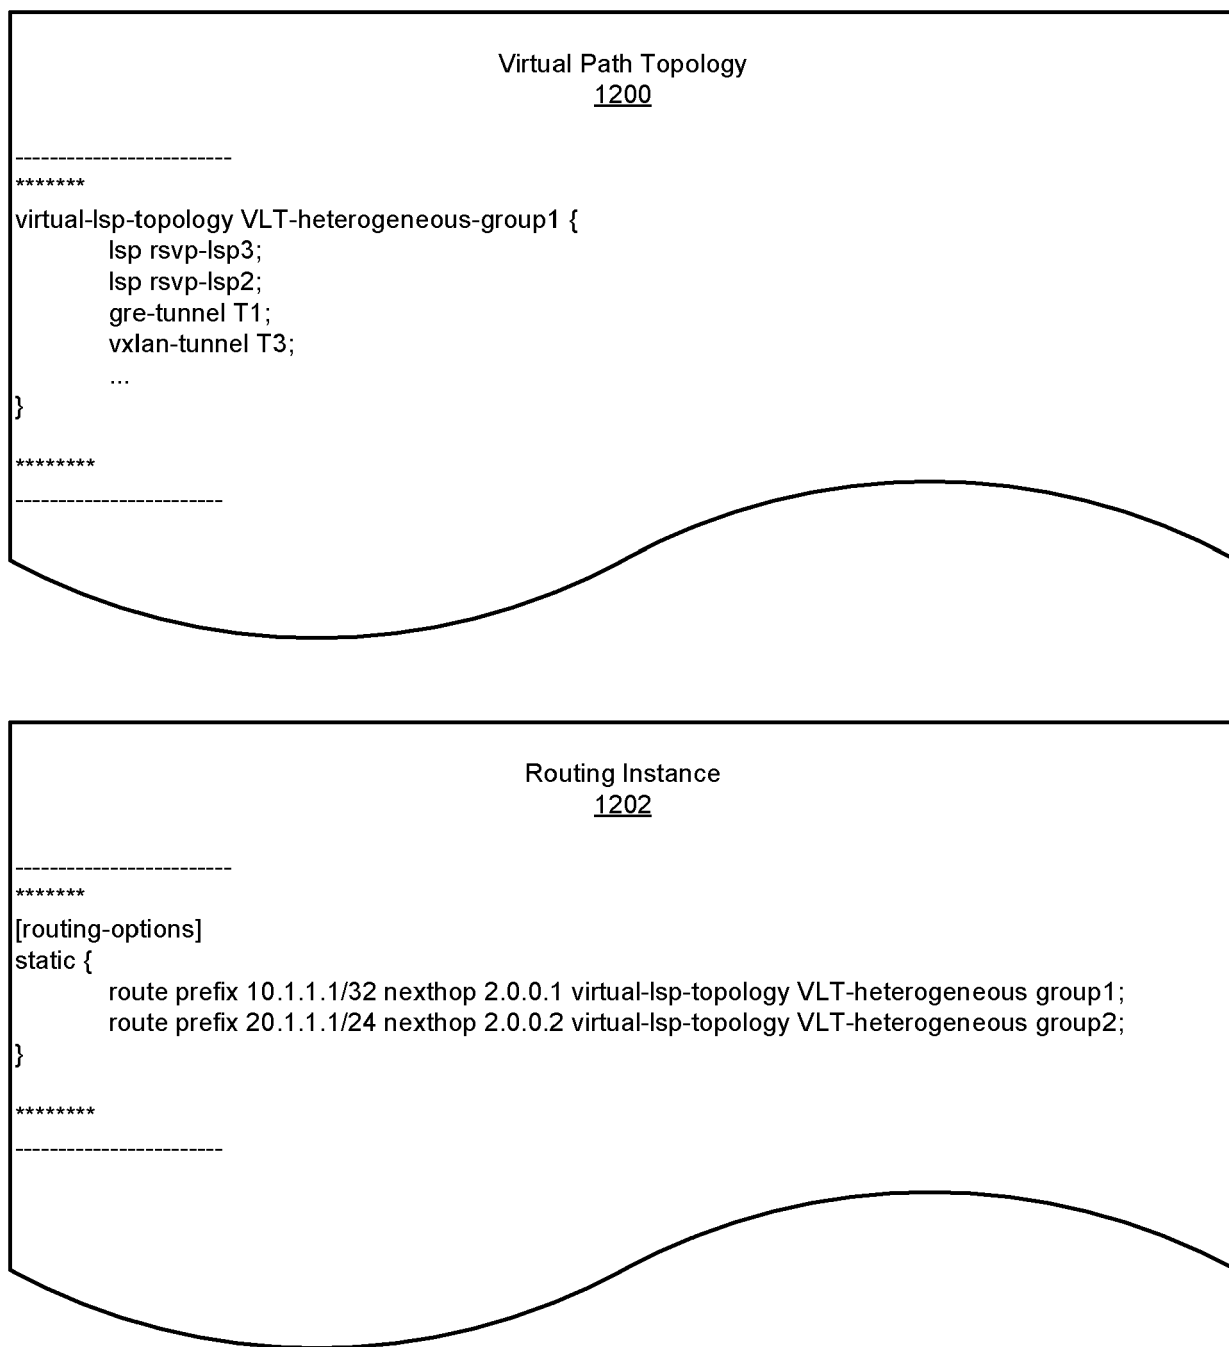 Virtual Path Topology
1200
-------------------------
*******
virtual-lsp-topology VLT-heterogeneous-group1 {
lsp rsvp-lsp3;
lsp rsvp-lsp2;
gre-tunnel T1;
vxlan-tunnel T3;
...
}
********
------------------------
Routing Instance
1202
-------------------------
*******
[routing-options]
static {
route prefix 10.1.1.1/32 nexthop 2.0.0.1 virtual-lsp-topology VLT-heterogeneous group1;
route prefix 20.1.1.1/24 nexthop 2.0.0.2 virtual-lsp-topology VLT-heterogeneous group2;
}
********
------------------------